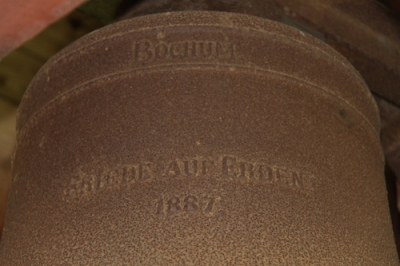 BOCHUM
FRIEDE AUF ERDEN
1887